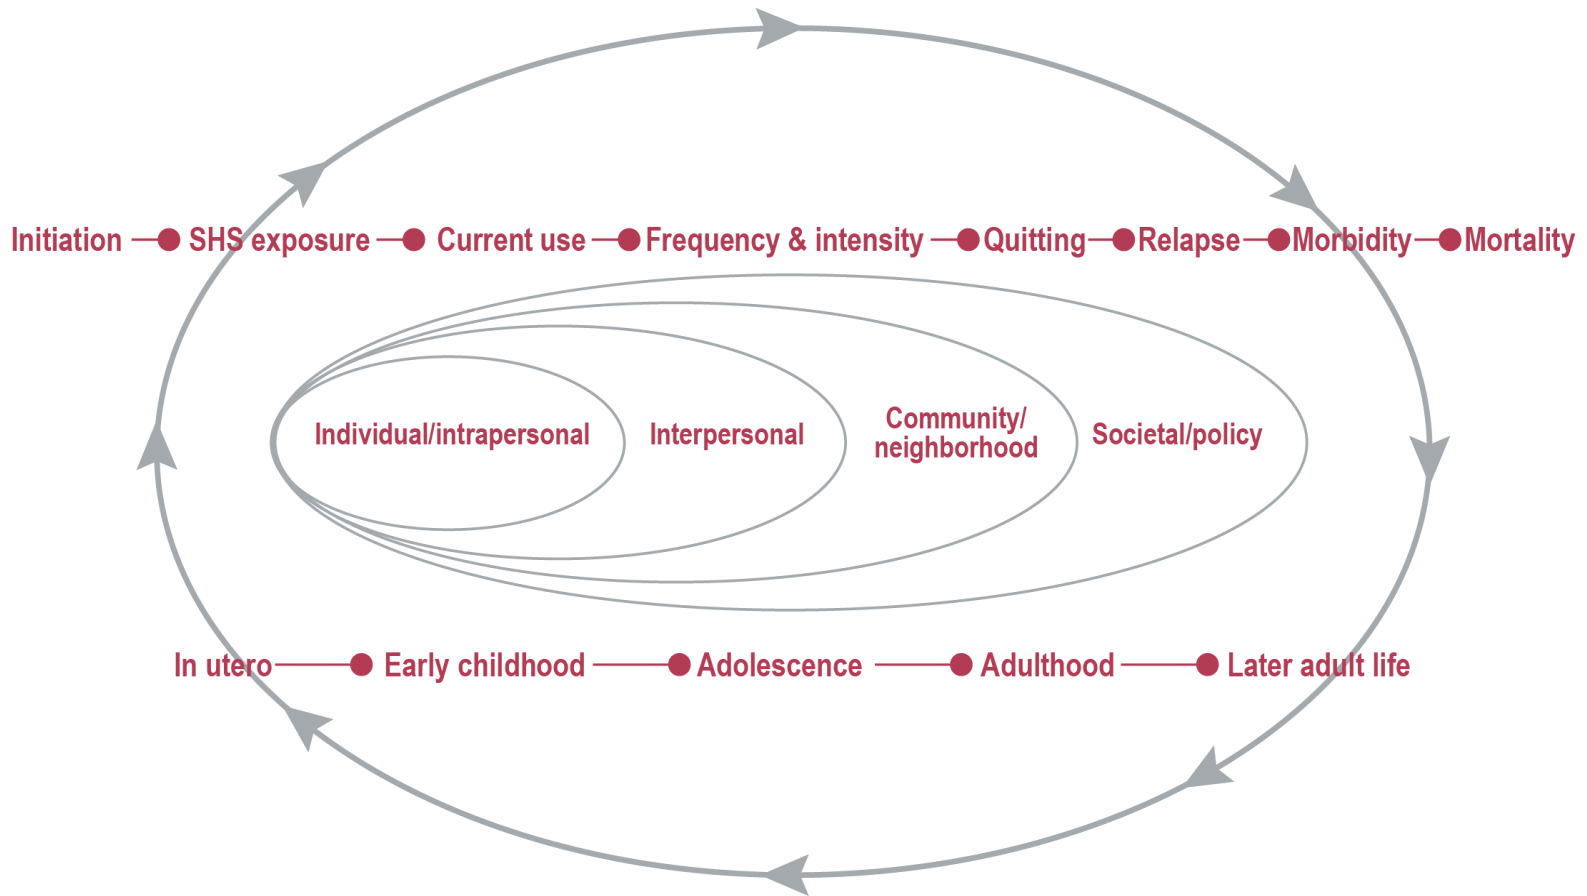 Initiation SHS exposure Current use Frequency & intensity Quitting Relapse Morbidity Mortality
Individual/intrapersonal
Interpersonal
Community/
neighborhood
Societal/policy
In utero Early childhood Adolescence Adulthood Later adult life